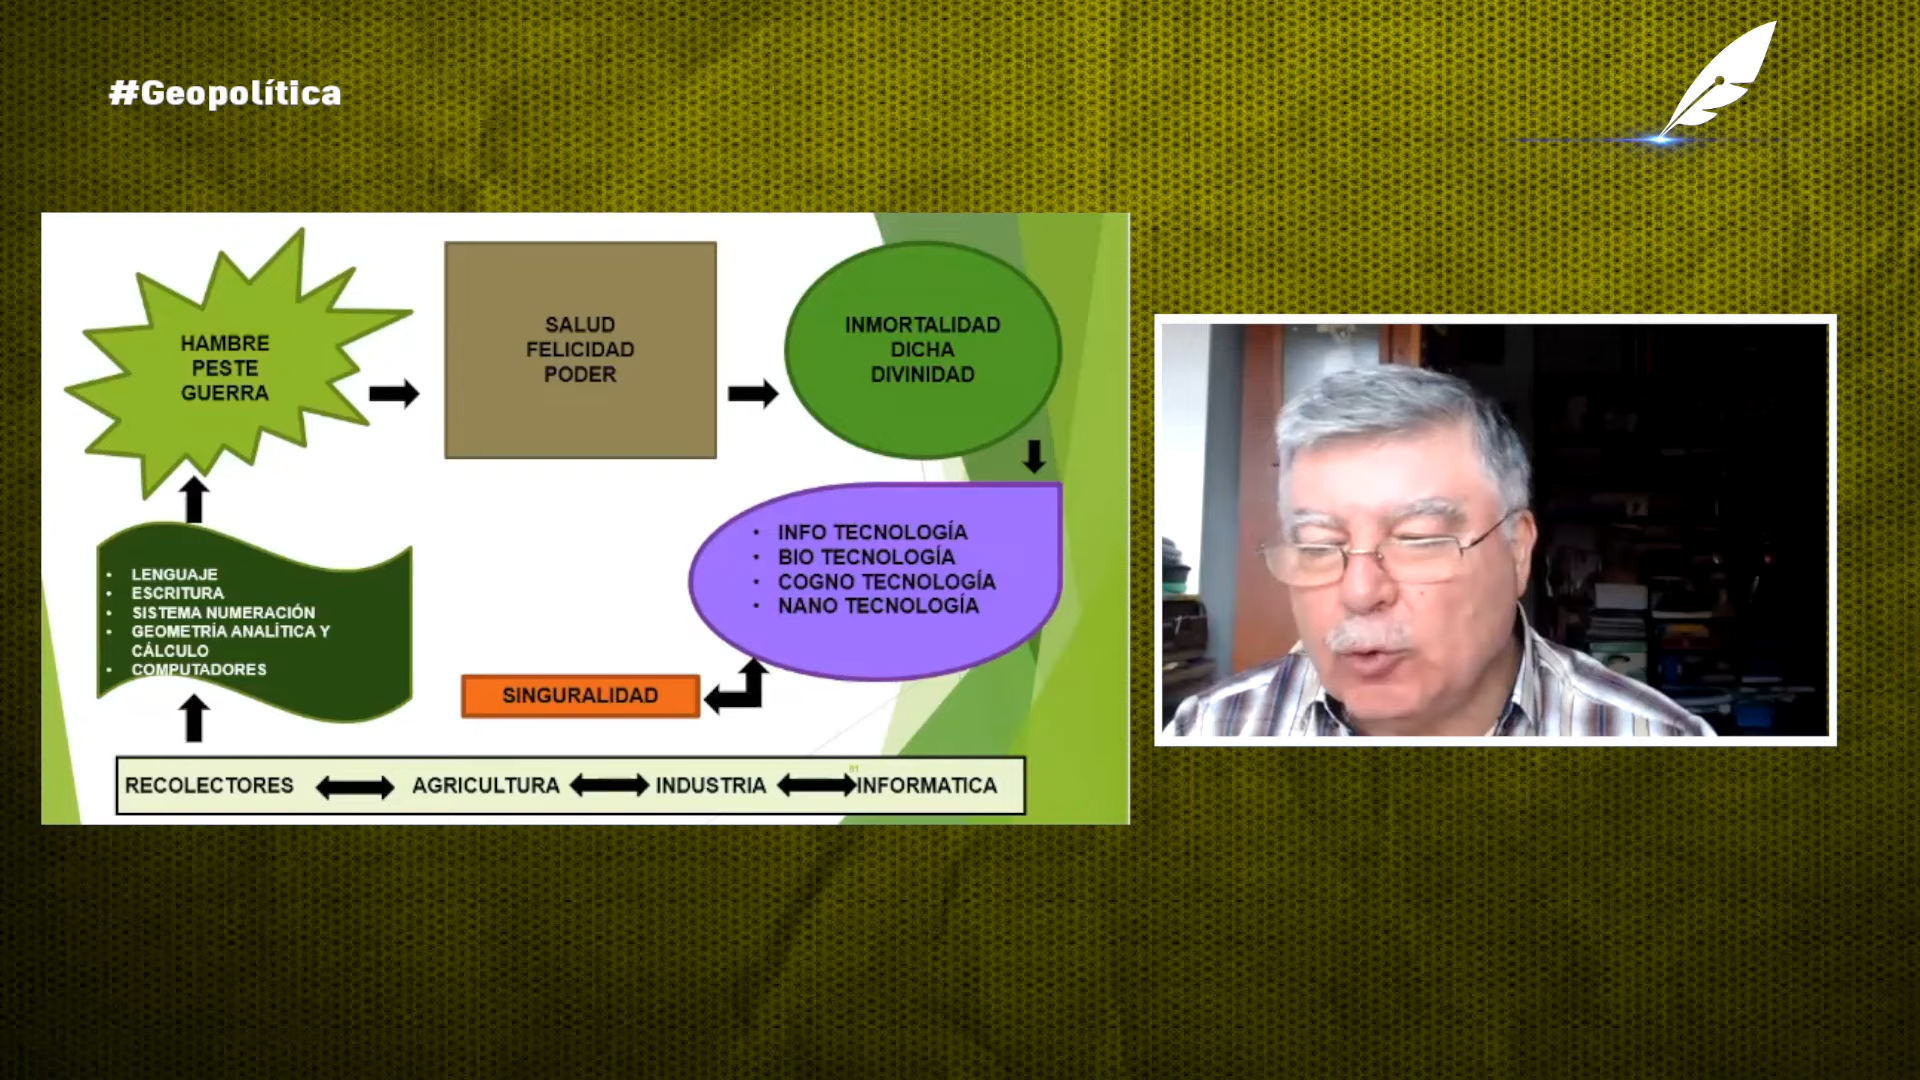 #Geopolítica
HAMBRE
PESTE
GUERRA
SALUD
FELICIDAD
PODER
INMORTALIDAD
DICHA
DIVINIDAD
• INFO TECNOLOGÍA
• BIO TECNOLOGÍA
• COGNO TECNOLOGÍA
• NANO TECNOLOGÍA
• LENGUAJE
• ESCRITURA
• SISTEMA NUMERACIÓN
• GEOMETRÍA ANALÍTICA Y
CÁLCULO
• COMPUTADORES
SINGURALIDAD
RECOLECTORES AGRICULTURA INDUSTRIA INFORMATICA